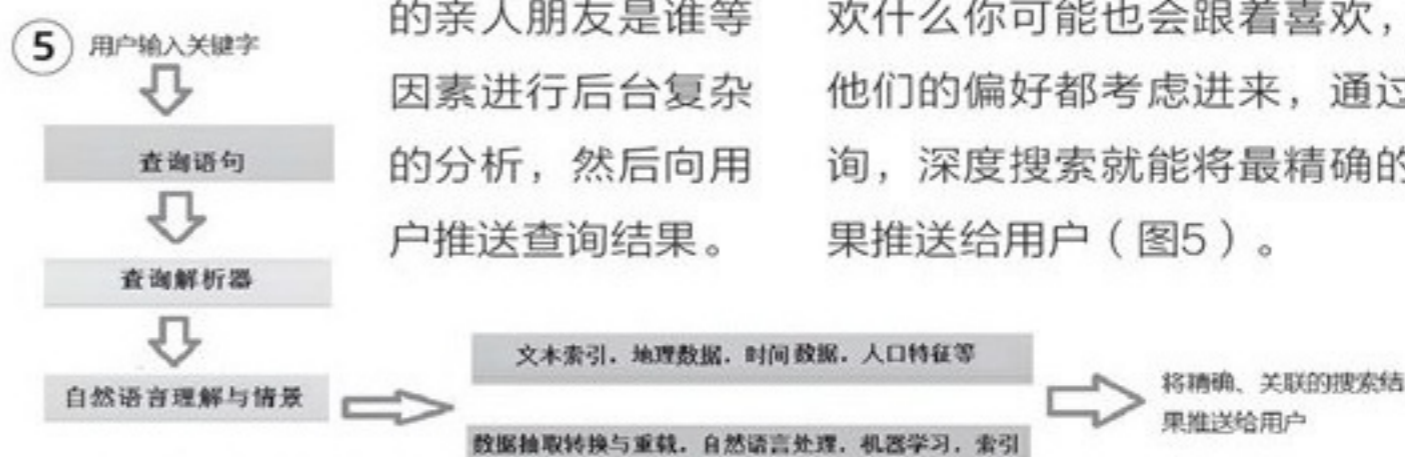 的亲人朋友是谁等
因素进行后台复杂
的分析，然后向用
户推送查询结果。
欢什么你可能也会跟着喜欢，
他们的偏好都考虑进来，通过
询，深度搜索就能将最精确的
果推送给用户（图5）。
5 用户输入关键字
查询语句
查询解析器
自然语言理解与情景
文本索引．地理数据．时间数据．人口特征等
数据抽取转换与重载．自然语言处理．机器学习．索引
将精确、关联的搜索结
果推送给用户